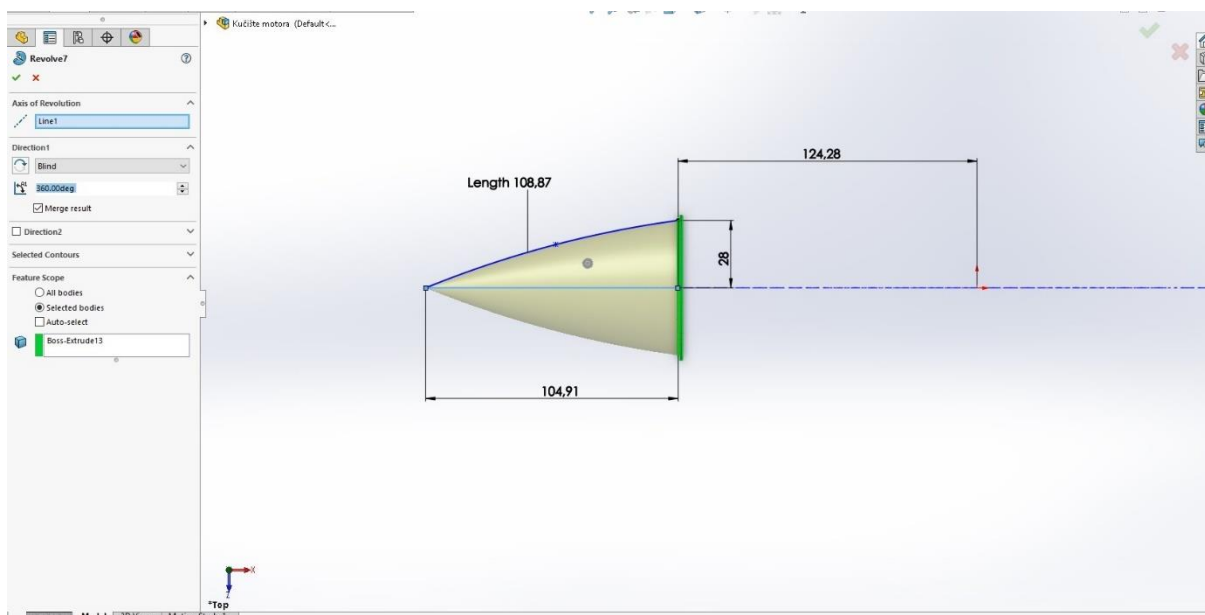 Kućište motora (Default<...
Revolve7
Axis of Revolution
Line1
Direction1
Blind
360.00deg
Merge result
Direction2
Selected Contours
Feature Scope
All bodies
Selected bodies
Auto-select
Boss-Extrude13
124,28
Length 108,87
28
104,91
X
Z
*Top